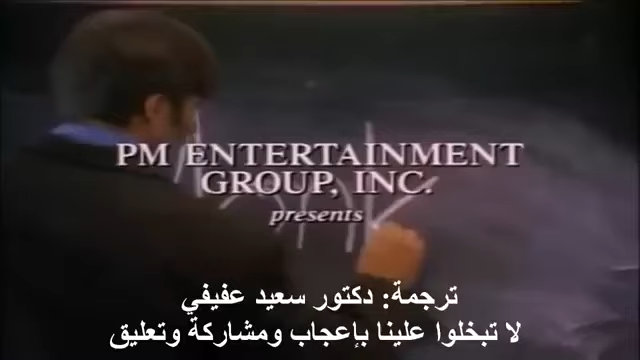 PM ENTERTAINMENT
GROUP, INC.
presents
ترجمة: دكتور سعيد عفيفي
لا تبخلوا علينا بإعجاب ومشاركة وتعليق